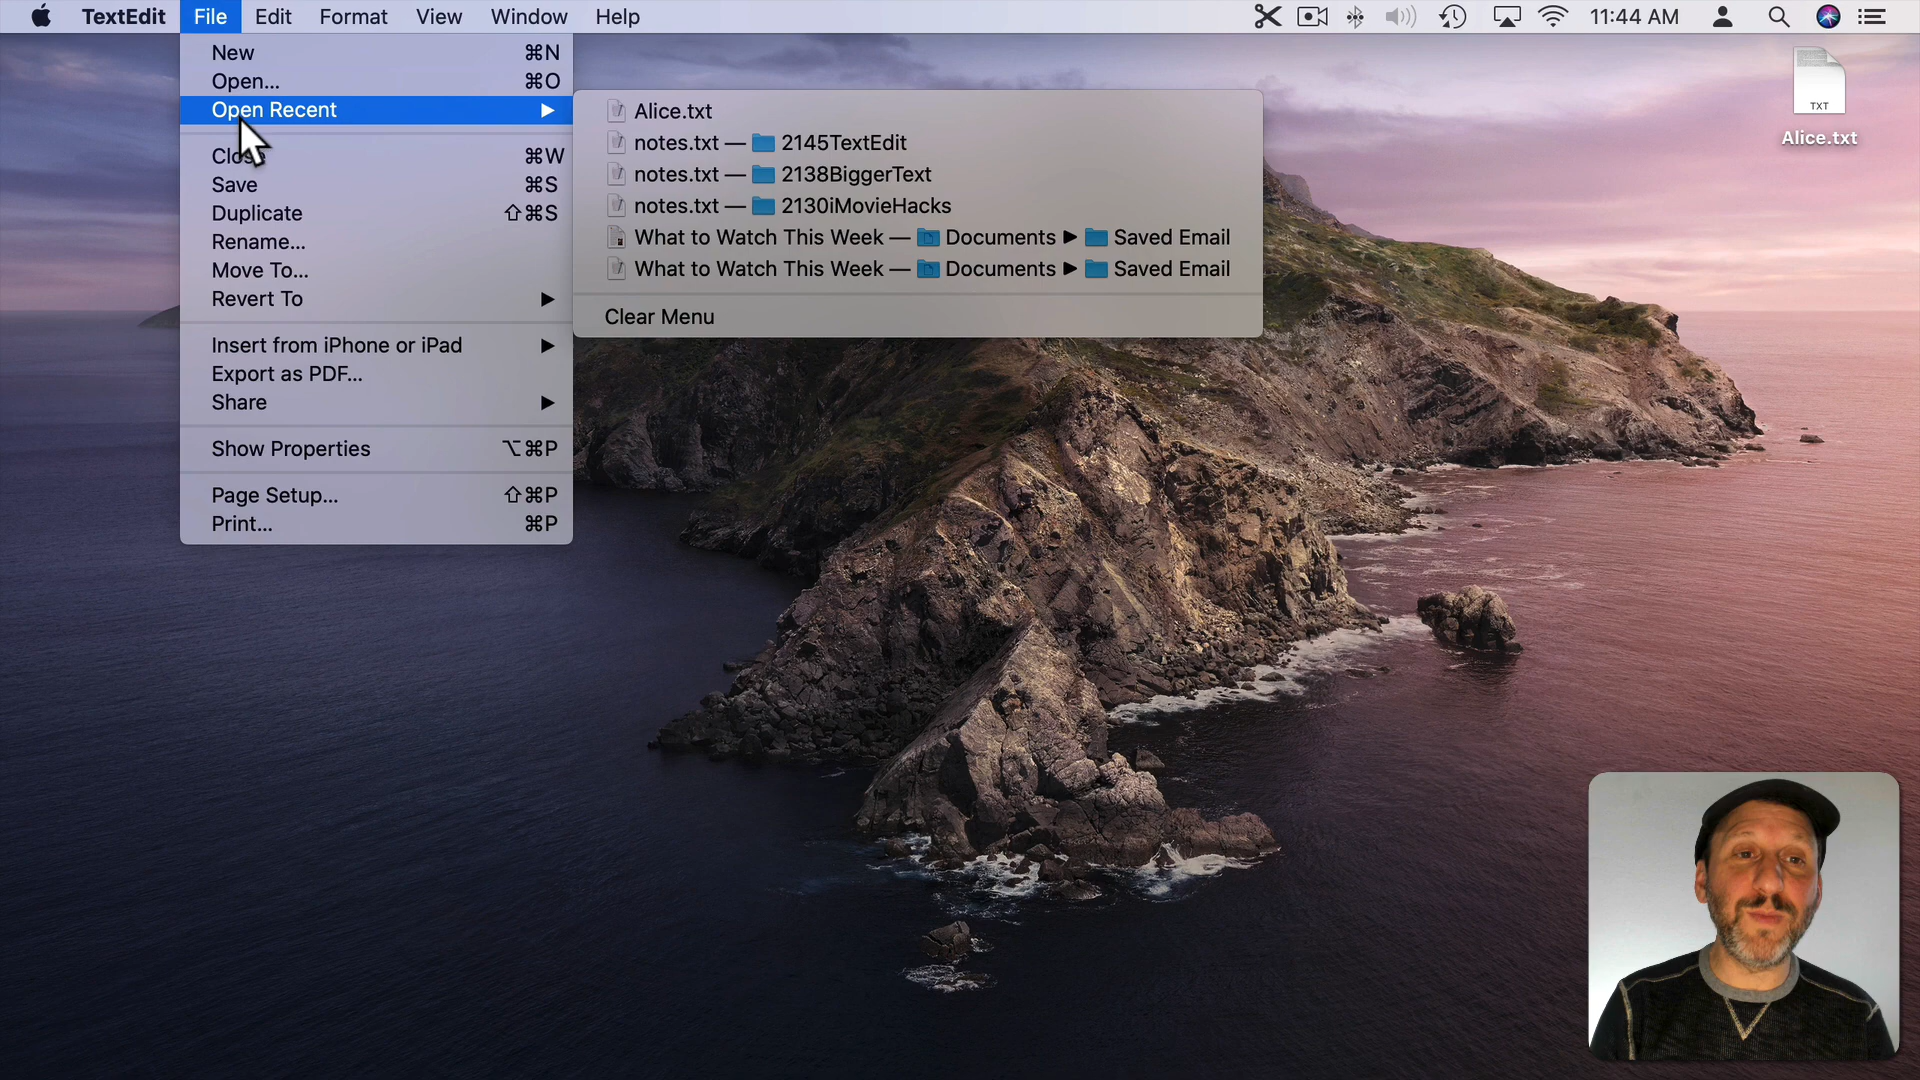 TextEdit File Edit Format View Window Help 11:44 AM
New ⌘N
Open... ⌘O
Open Recent ▶
Close ⌘W
Save ⌘S
Duplicate ⇧⌘S
Rename...
Move To...
Revert To ▶
Insert from iPhone or iPad ▶
Export as PDF...
Share ▶
Show Properties ⌥⌘P
Page Setup... ⇧⌘P
Print... ⌘P
Alice.txt
notes.txt — 2145TextEdit
notes.txt — 2138BiggerText
notes.txt — 2130iMovieHacks
What to Watch This Week — Documents ▶ Saved Email
What to Watch This Week — Documents ▶ Saved Email
Clear Menu
TXT
Alice.txt